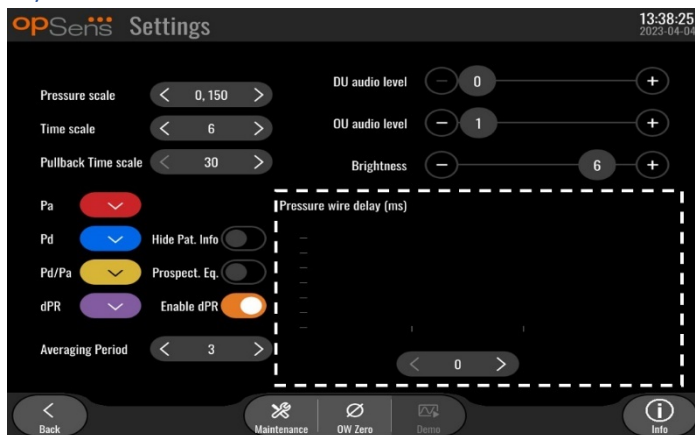 opSens Settings
13:38:25
2023-04-04
Pressure scale 0, 150
Time scale 6
Pullback Time scale 30
DU audio level 0
OU audio level 1
Brightness 6
Pa
Pd Hide Pat. Info
Pd/Pa Prospect. Eq.
dPR Enable dPR
Averaging Period 3
Pressure wire delay (ms)
0
Back
Maintenance
OW Zero
Demo
Info